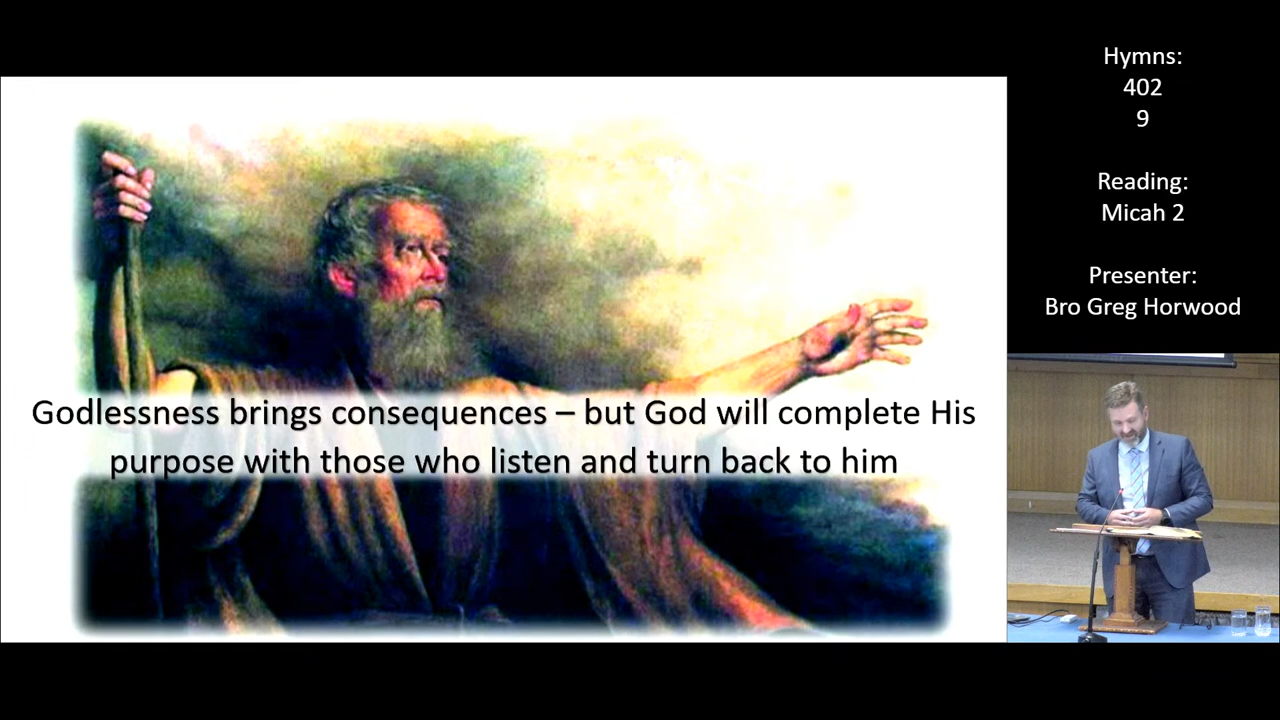 Godlessness brings consequences – but God will complete His
purpose with those who listen and turn back to him
Hymns:
402
9
Reading:
Micah 2
Presenter:
Bro Greg Horwood